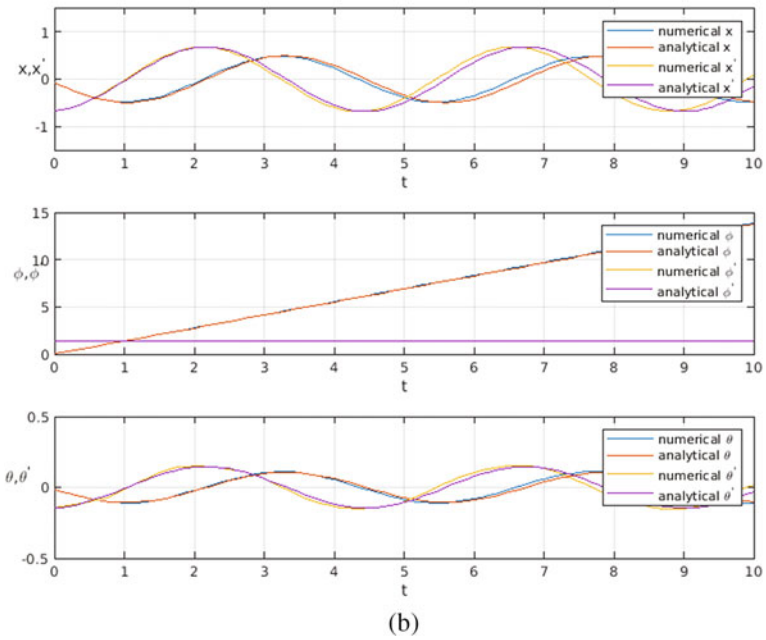 1
0
-1
x,x'
numerical x
analytical x
numerical x'
analytical x'
0 1 2 3 4 5 6 7 8 9 10
t
15
10
5
0
ϕ,ϕ'
numerical ϕ
analytical ϕ
numerical ϕ'
analytical ϕ'
0 1 2 3 4 5 6 7 8 9 10
t
0.5
0
-0.5
θ,θ'
numerical θ
analytical θ
numerical θ'
analytical θ'
0 1 2 3 4 5 6 7 8 9 10
t
(b)